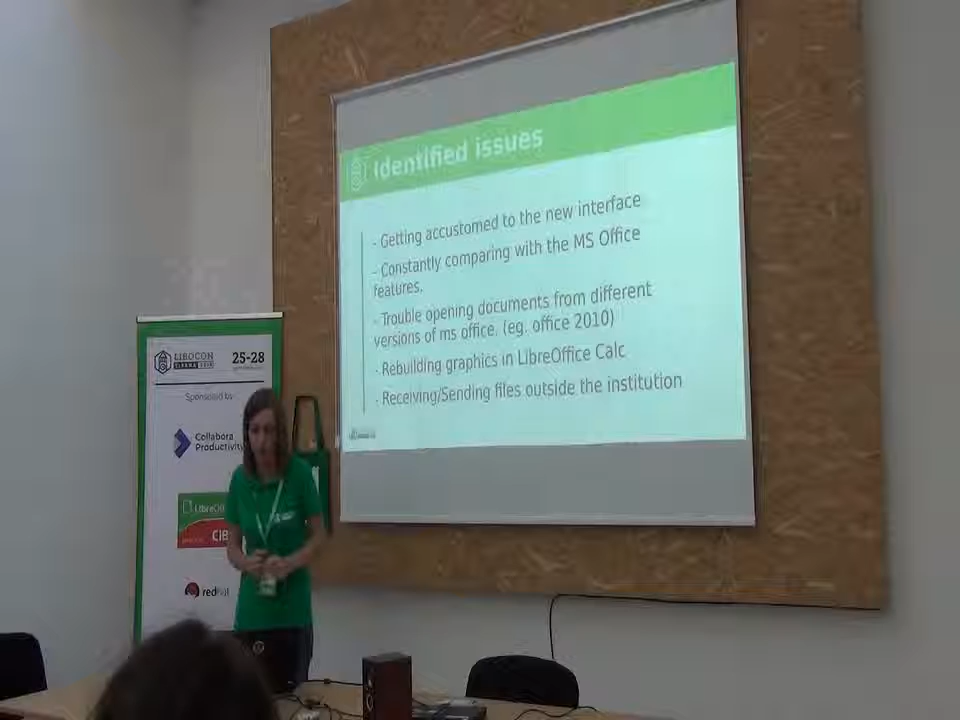 Identified issues
- Getting accustomed to the new interface
- Constantly comparing with the MS Office
features.
- Trouble opening documents from different
versions of ms office. (eg. office 2010)
- Rebuilding graphics in LibreOffice Calc
- Receiving/Sending files outside the institution
LIBOCON
25-28
Sponsored by
Collabora
Productivity
LibreOf
CIB
redhat